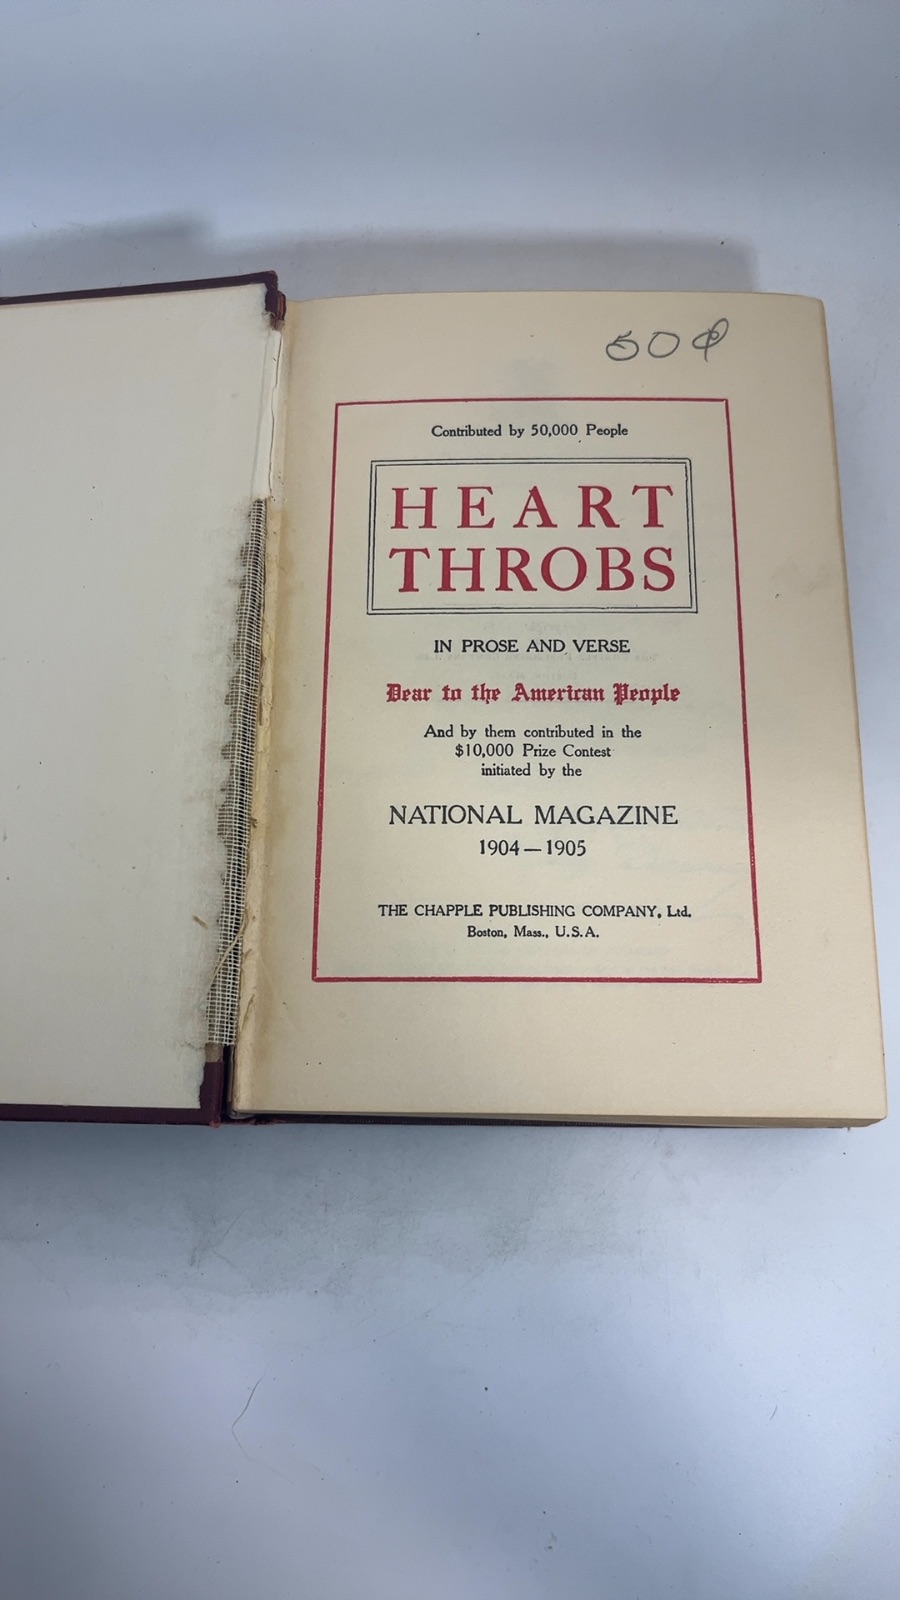 50¢
Contributed by 50,000 People
HEART
THROBS
IN PROSE AND VERSE
Dear to the American People
And by them contributed in the
$10,000 Prize Contest
initiated by the
NATIONAL MAGAZINE
1904—1905
THE CHAPPLE PUBLISHING COMPANY, Ltd.
Boston, Mass., U.S.A.